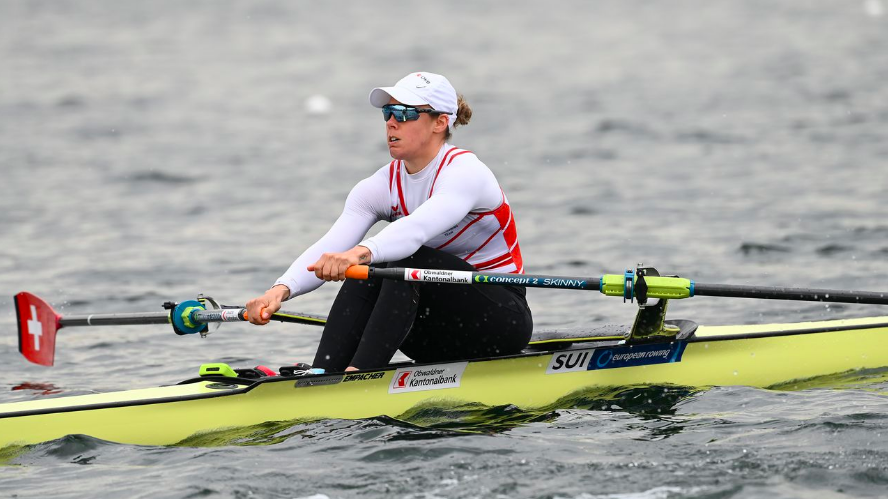 Obwaldner
Kantonalbank
concept 2 SKINNY
EMPACHER
Obwaldner
Kantonalbank
SUI
european rowing